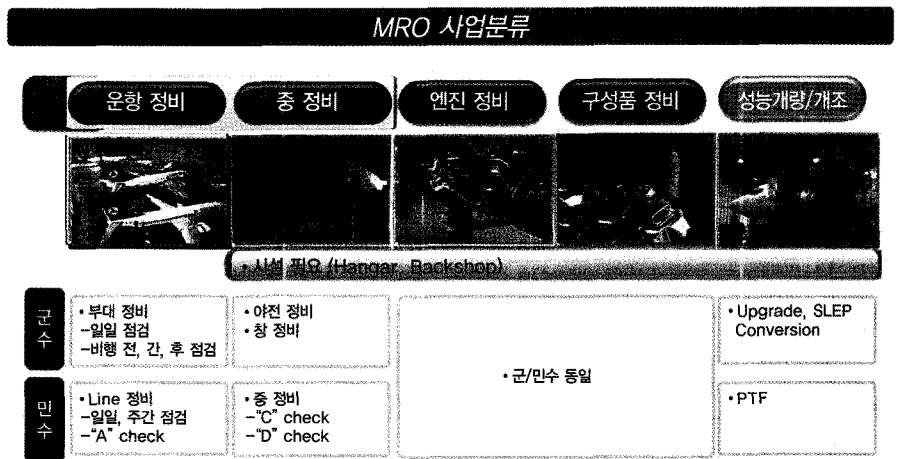 MRO 사업분류
운항 정비
중 정비
엔진 정비
구성품 정비
성능개량/개조
• 시설 필요 (Hangar, Backshop)
군수
• 부대 정비
-일일 점검
-비행 전, 간, 후 점검
• 야전 정비
• 창 정비
• 군/민수 동일
• Upgrade, SLEP
Conversion
민수
• Line 정비
-일일, 주간 점검
-“A” check
• 중 정비
-“C” check
-“D” check
• PTF